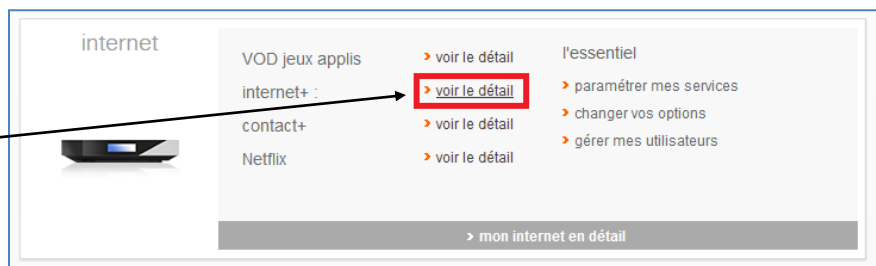 internet
VOD jeux applis > voir le détail
internet+ : > voir le détail
contact+ > voir le détail
Netflix > voir le détail
l'essentiel
> paramétrer mes services
> changer vos options
> gérer mes utilisateurs
> mon internet en détail